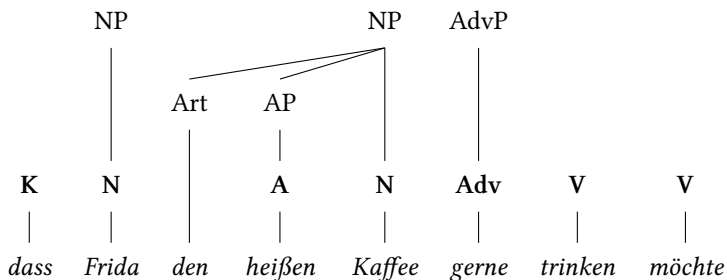 NP NP AdvP
Art AP
K N A N Adv V V
dass Frida den heißen Kaffee gerne trinken möchte